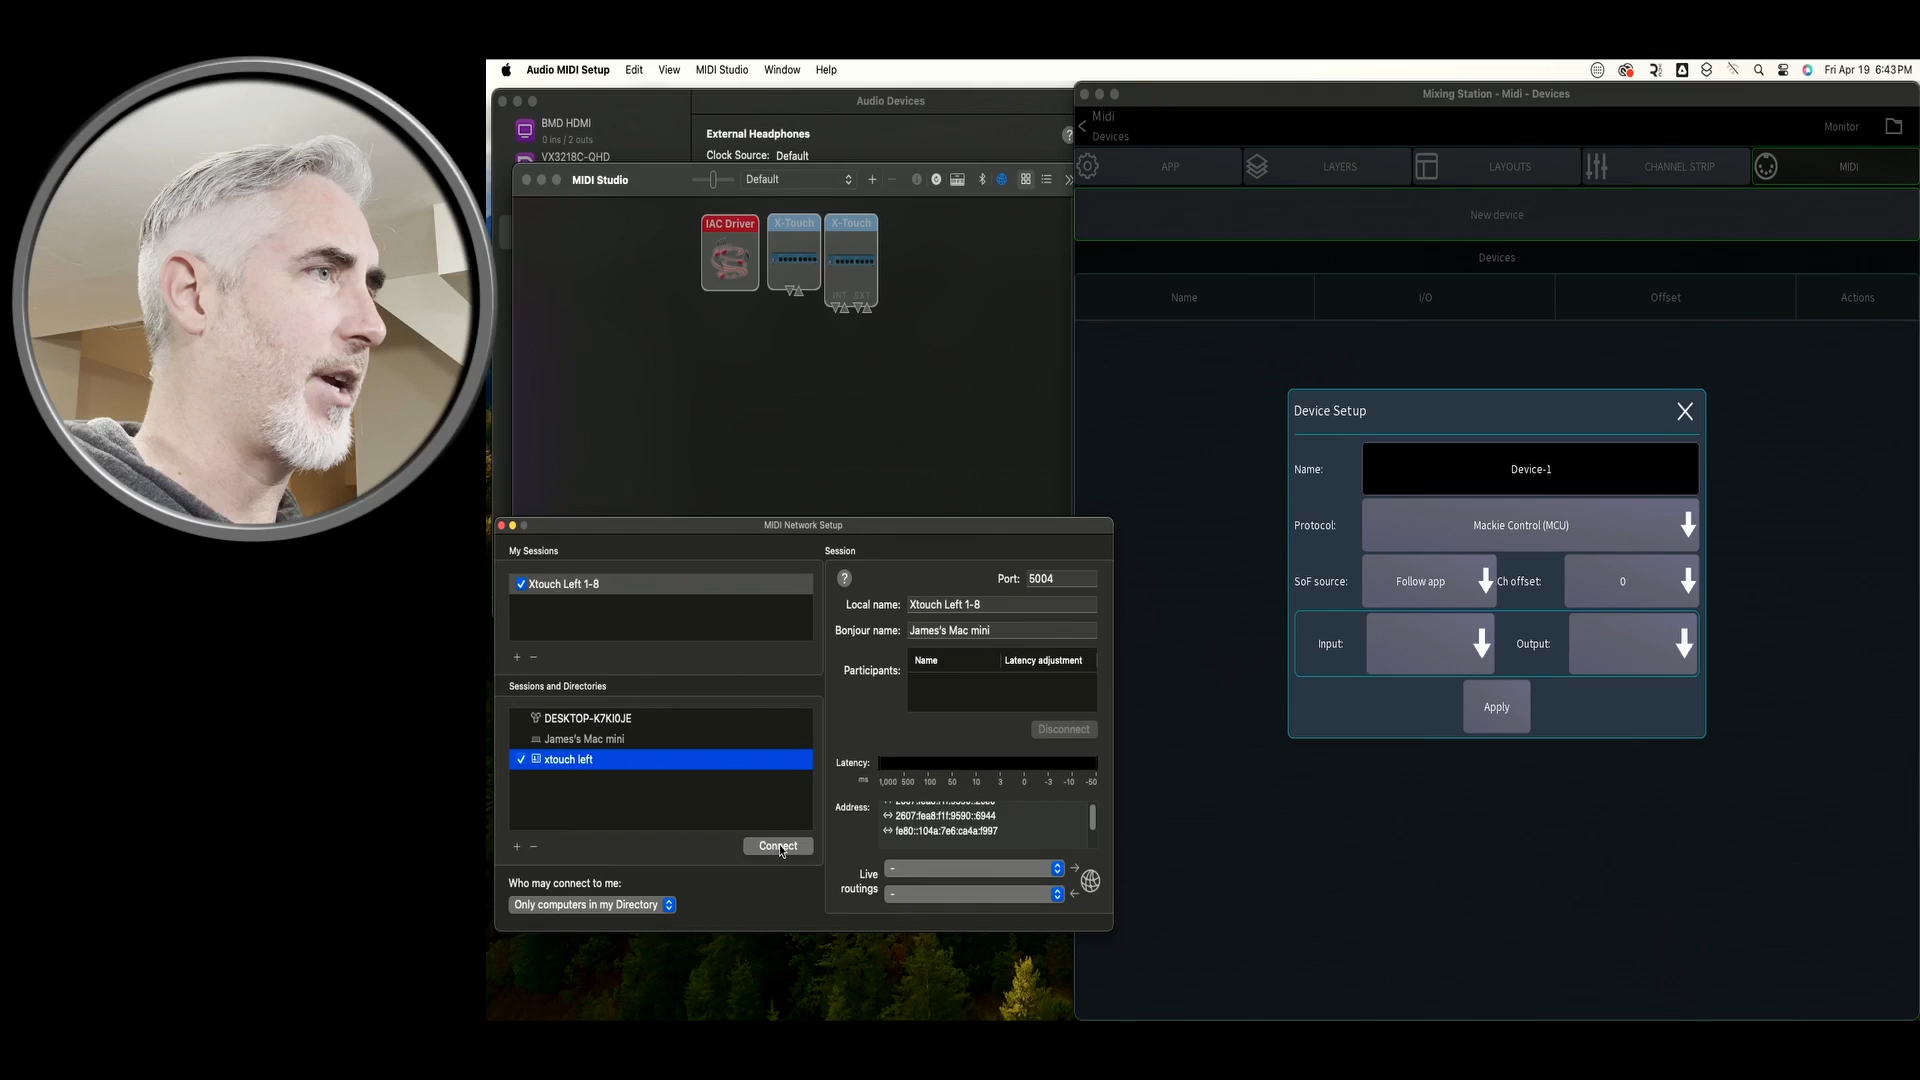 Audio MIDI Setup Edit View MIDI Studio Window Help
Fri Apr 19 6:43 PM
Audio Devices
BMD HDMI
0 ins / 2 outs
VX3218C-QHD
External Headphones
?
Clock Source: Default
MIDI Studio
Default
IAC Driver
X-Touch
X-Touch
INT EXT
MIDI Network Setup
My Sessions
Xtouch Left 1-8
+ −
Sessions and Directories
DESKTOP-K7KI0JE
James's Mac mini
xtouch left
+ −
Connect
Who may connect to me:
Only computers in my Directory
Session
?
Port: 5004
Local name: Xtouch Left 1-8
Bonjour name: James's Mac mini
Participants:
Name Latency adjustment
Disconnect
Latency:
ms 1,000 500 100 50 10 3 0 -3 -10 -50
Address:
2607:fea8:f1f:9590::6944
fe80::104a:7e6:ca4a:f997
Live routings
-
-
Mixing Station - Midi - Devices
Midi
Devices
Monitor
APP LAYERS LAYOUTS CHANNEL STRIP MIDI
New device
Devices
Name I/O Offset Actions
Device Setup
Name: Device-1
Protocol: Mackie Control (MCU)
SoF source: Follow app Ch offset: 0
Input: Output:
Apply